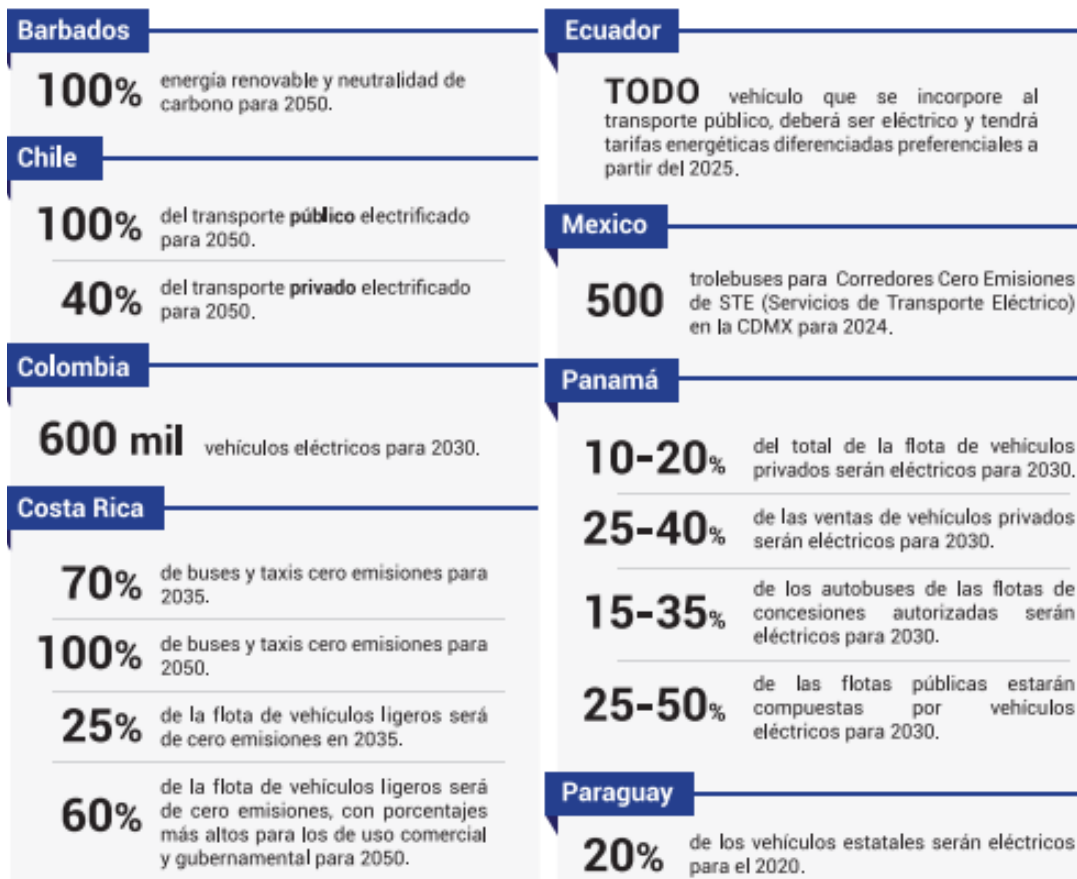 Barbados
100% energía renovable y neutralidad de
carbono para 2050.
Chile
100% del transporte público electrificado
para 2050.
40% del transporte privado electrificado
para 2050.
Colombia
600 mil vehículos eléctricos para 2030.
Costa Rica
70% de buses y taxis cero emisiones para
2035.
100% de buses y taxis cero emisiones para
2050.
25% de la flota de vehículos ligeros será
de cero emisiones en 2035.
60% de la flota de vehículos ligeros será
de cero emisiones, con porcentajes
más altos para los de uso comercial
y gubernamental para 2050.
Ecuador
TODO vehículo que se incorpore al
transporte público, deberá ser eléctrico y tendrá
tarifas energéticas diferenciadas preferenciales a
partir del 2025.
Mexico
500 trolebuses para Corredores Cero Emisiones
de STE (Servicios de Transporte Eléctrico)
en la CDMX para 2024.
Panamá
10-20% del total de la flota de vehículos
privados serán eléctricos para 2030.
25-40% de las ventas de vehículos privados
serán eléctricos para 2030.
15-35% de los autobuses de las flotas de
concesiones autorizadas serán
eléctricos para 2030.
25-50% de las flotas públicas estarán
compuestas por vehículos
eléctricos para 2030.
Paraguay
20% de los vehículos estatales serán eléctricos
para el 2020.